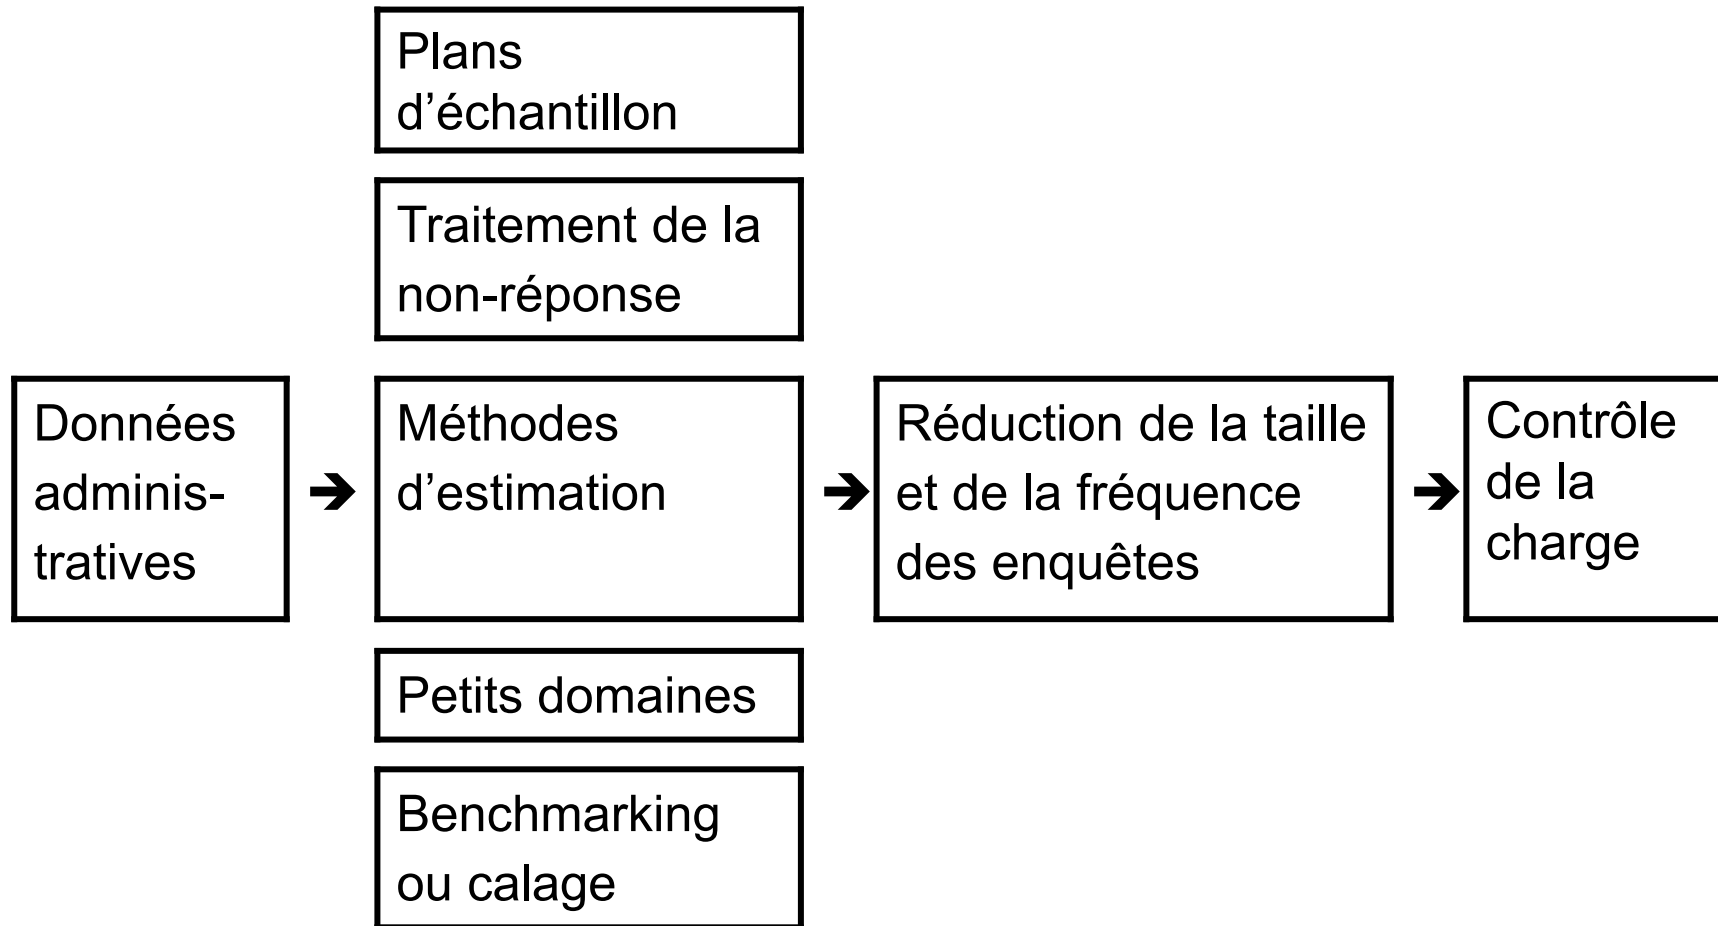 Plans
d’échantillon
Traitement de la
non-réponse
Données
adminis-
tratives
➔
Méthodes
d’estimation
➔
Réduction de la taille
et de la fréquence
des enquêtes
➔
Contrôle
de la
charge
Petits domaines
Benchmarking
ou calage